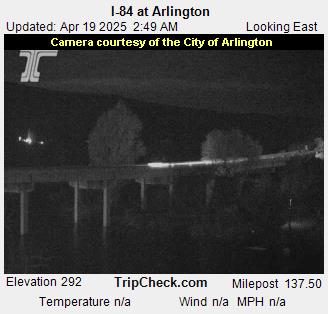 I-84 at Arlington
Updated: Apr 19 2025 2:49 AM Looking East
Camera courtesy of the City of Arlington
Elevation 292 TripCheck.com Milepost 137.50
Temperature n/a Wind n/a MPH n/a